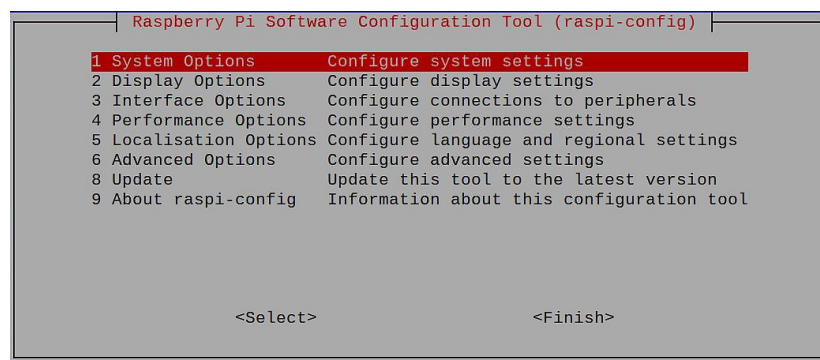 Raspberry Pi Software Configuration Tool (raspi-config)
1 System Options Configure system settings
2 Display Options Configure display settings
3 Interface Options Configure connections to peripherals
4 Performance Options Configure performance settings
5 Localisation Options Configure language and regional settings
6 Advanced Options Configure advanced settings
8 Update Update this tool to the latest version
9 About raspi-config Information about this configuration tool
<Select> <Finish>